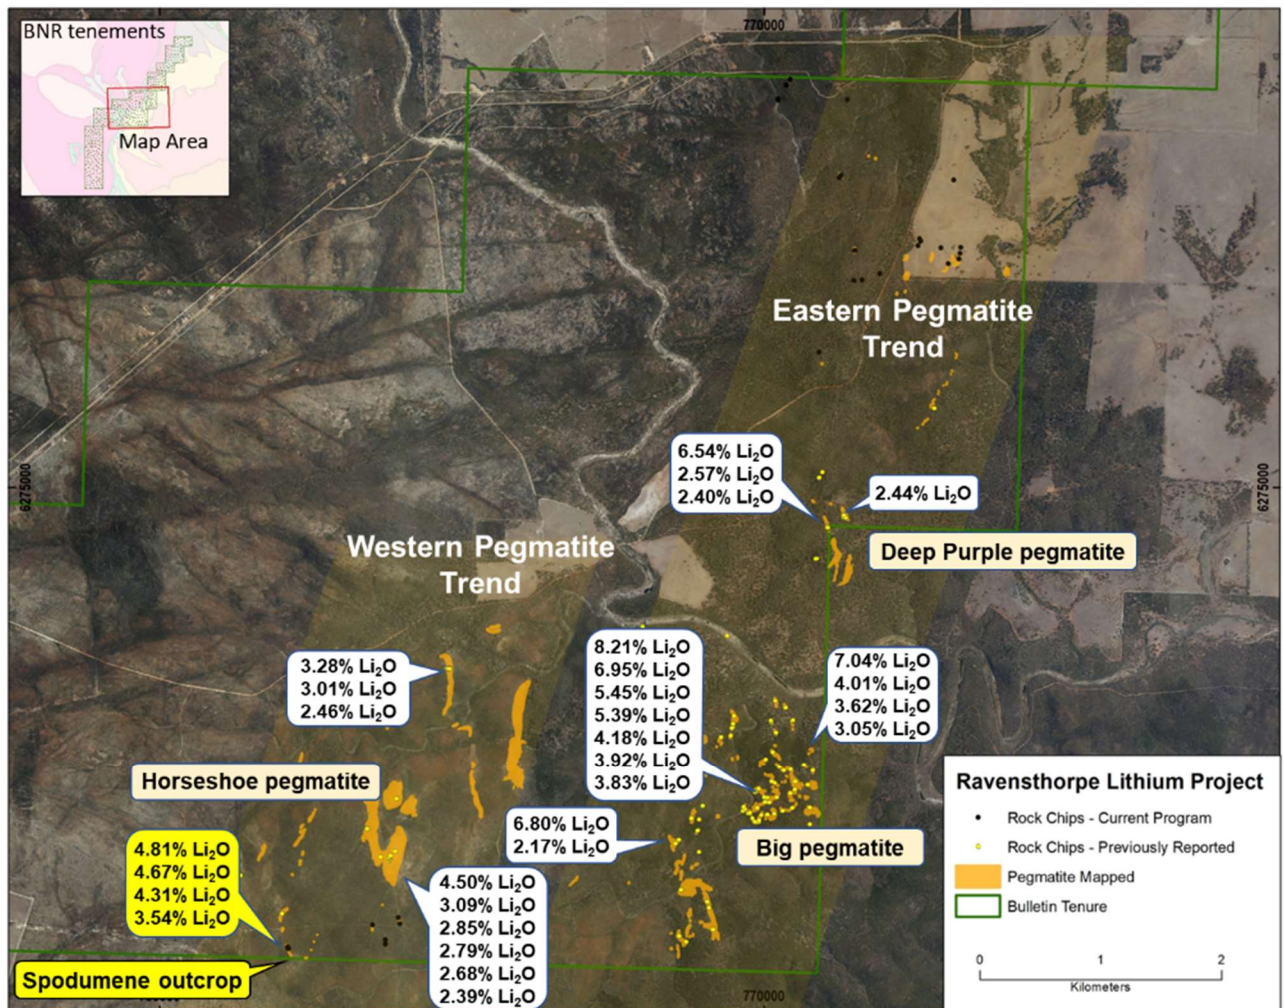 BNR tenements
Map Area
770000
Eastern Pegmatite
Trend
6275000
6275000
6.54% Li₂O
2.57% Li₂O
2.40% Li₂O
2.44% Li₂O
Deep Purple pegmatite
Western Pegmatite
Trend
3.28% Li₂O
3.01% Li₂O
2.46% Li₂O
8.21% Li₂O
6.95% Li₂O
5.45% Li₂O
5.39% Li₂O
4.18% Li₂O
3.92% Li₂O
3.83% Li₂O
7.04% Li₂O
4.01% Li₂O
3.62% Li₂O
3.05% Li₂O
Horseshoe pegmatite
6.80% Li₂O
2.17% Li₂O
Big pegmatite
4.81% Li₂O
4.67% Li₂O
4.31% Li₂O
3.54% Li₂O
4.50% Li₂O
3.09% Li₂O
2.85% Li₂O
2.79% Li₂O
2.68% Li₂O
2.39% Li₂O
Spodumene outcrop
770000
Ravensthorpe Lithium Project
Rock Chips - Current Program
Rock Chips - Previously Reported
Pegmatite Mapped
Bulletin Tenure
0 1 2
Kilometers